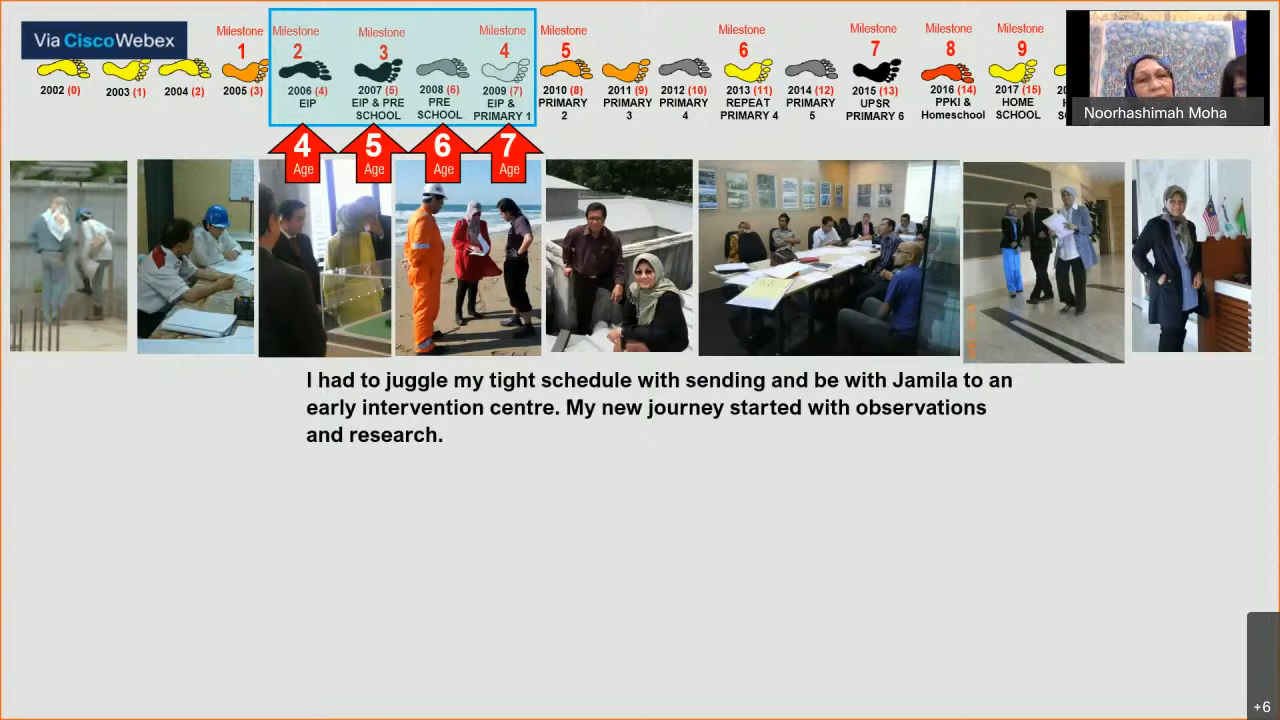 Via CiscoWebex
Milestone Milestone Milestone Milestone Milestone Milestone Milestone Milestone Milestone
1 2 3 4 5 6 7 8 9
2002 (0) 2003 (1) 2004 (2) 2005 (3) 2006 (4) 2007 (5) 2008 (6) 2009 (7) 2010 (8) 2011 (9) 2012 (10) 2013 (11) 2014 (12) 2015 (13) 2016 (14) 2017 (15)
EIP EIP & PRE PRE EIP & PRIMARY PRIMARY PRIMARY REPEAT PRIMARY UPSR PPKI & HOME
SCHOOL SCHOOL PRIMARY 1 2 3 4 PRIMARY 4 5 PRIMARY 6 Homeschool SCHOOL
Noorhashimah Moha
4 5 6 7
Age Age Age Age
I had to juggle my tight schedule with sending and be with Jamila to an
early intervention centre. My new journey started with observations
and research.
+6